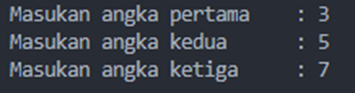 Masukan angka pertama    : 3
Masukan angka kedua      : 5
Masukan angka ketiga     : 7